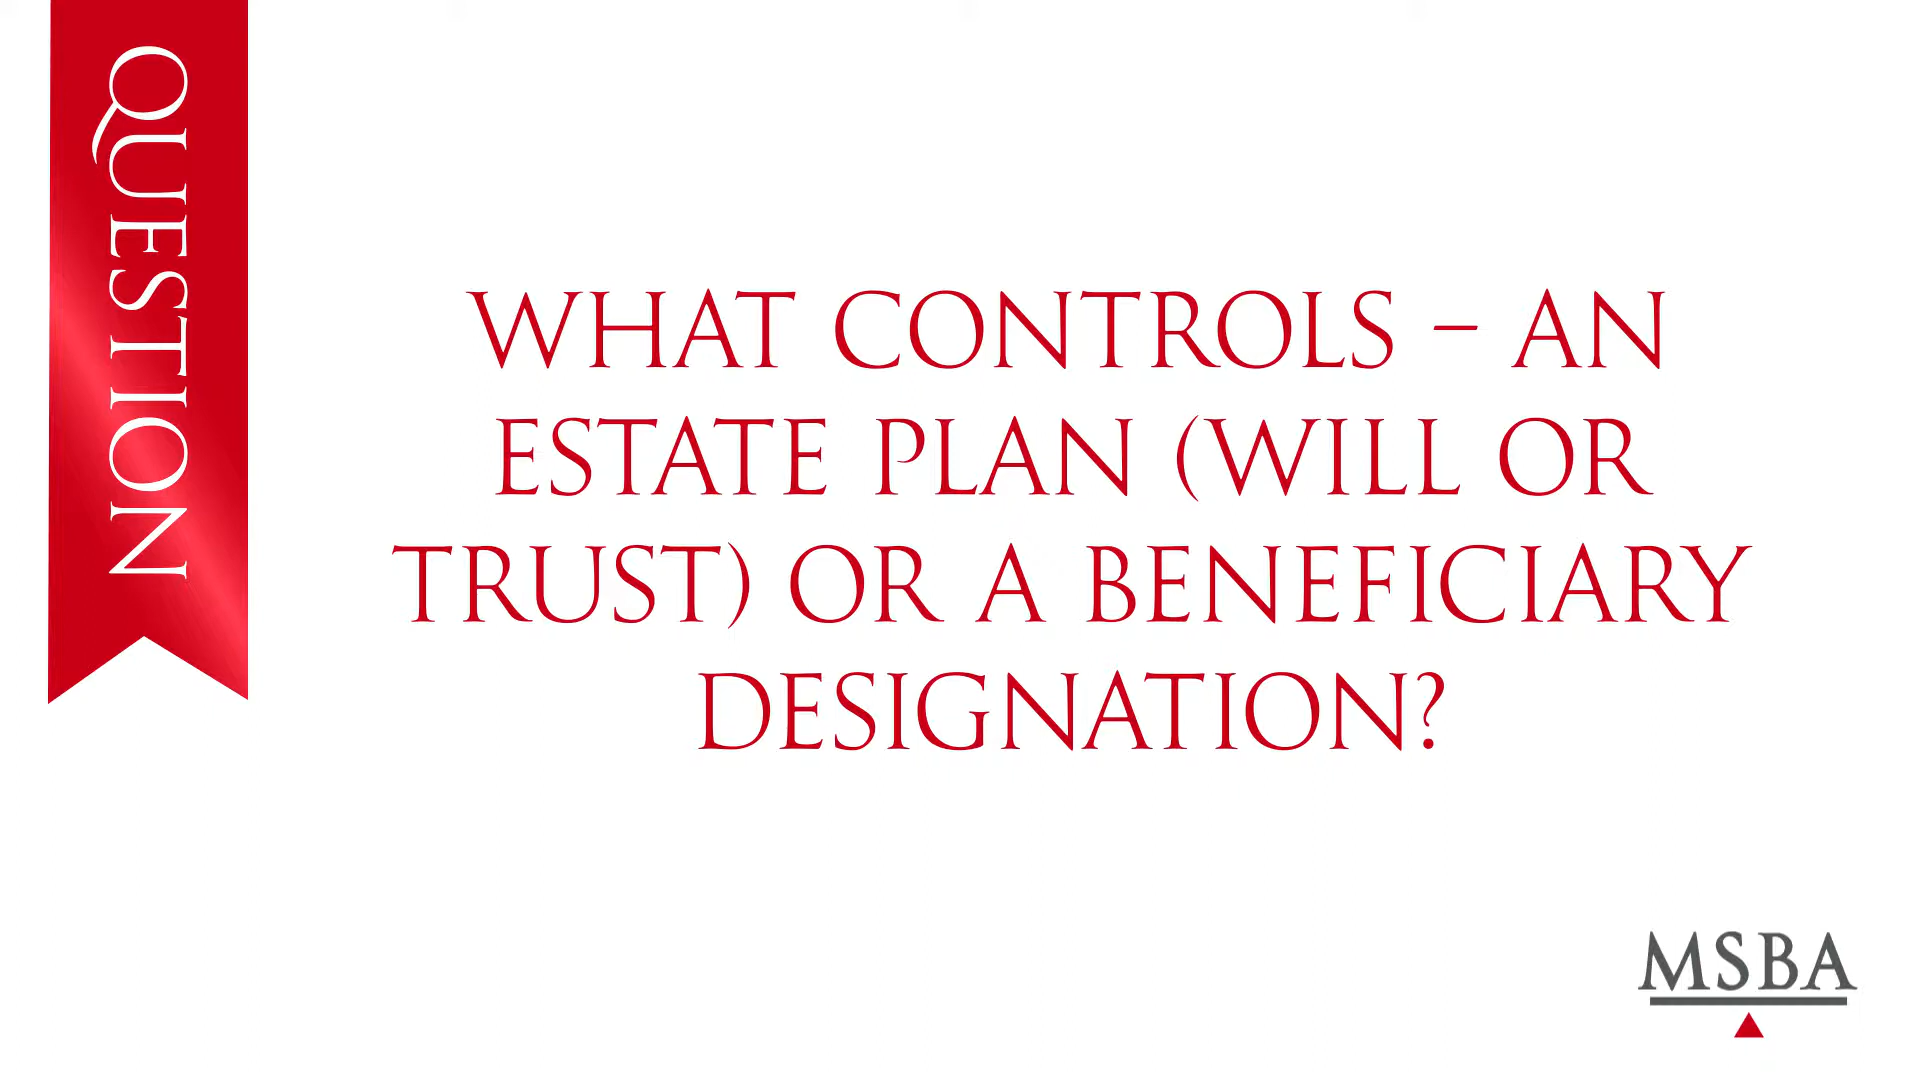 QUESTION
WHAT CONTROLS – AN
ESTATE PLAN (WILL OR
TRUST) OR A BENEFICIARY
DESIGNATION?
MSBA